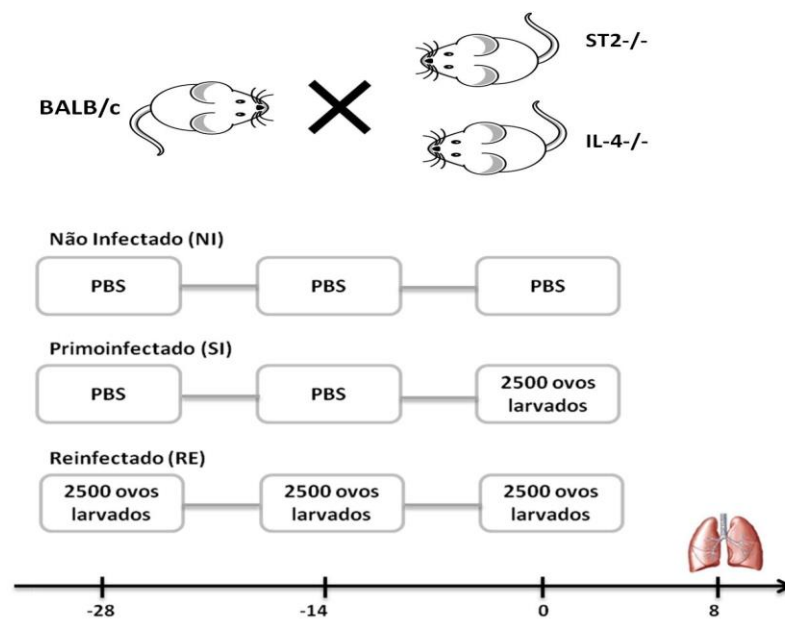 ST2-/-
BALB/c
IL-4-/-
Não Infectado (NI)
PBS
PBS
PBS
Primoinfectado (SI)
PBS
PBS
2500 ovos
larvados
Reinfectado (RE)
2500 ovos
larvados
2500 ovos
larvados
2500 ovos
larvados
-28
-14
0
8